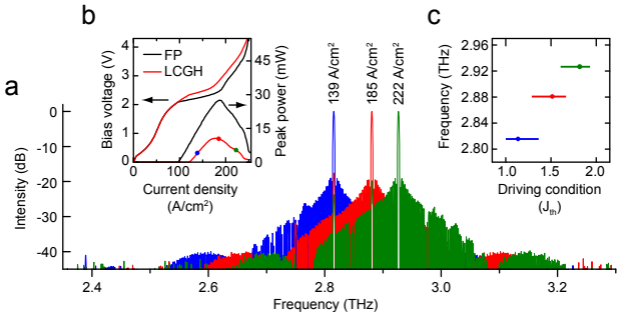 a
b
c
Bias voltage (V)
4
3
2
1
0
FP
LCGH
45
30
15
0
Peak power (mW)
0
100
200
Current density
(A/cm²)
139 A/cm²
185 A/cm²
222 A/cm²
Frequency (THz)
2.96
2.92
2.88
2.84
2.80
1.0
1.5
2.0
Driving condition
(Jth)
Intensity (dB)
0
-10
-20
-30
-40
2.4
2.6
2.8
3.0
3.2
Frequency (THz)